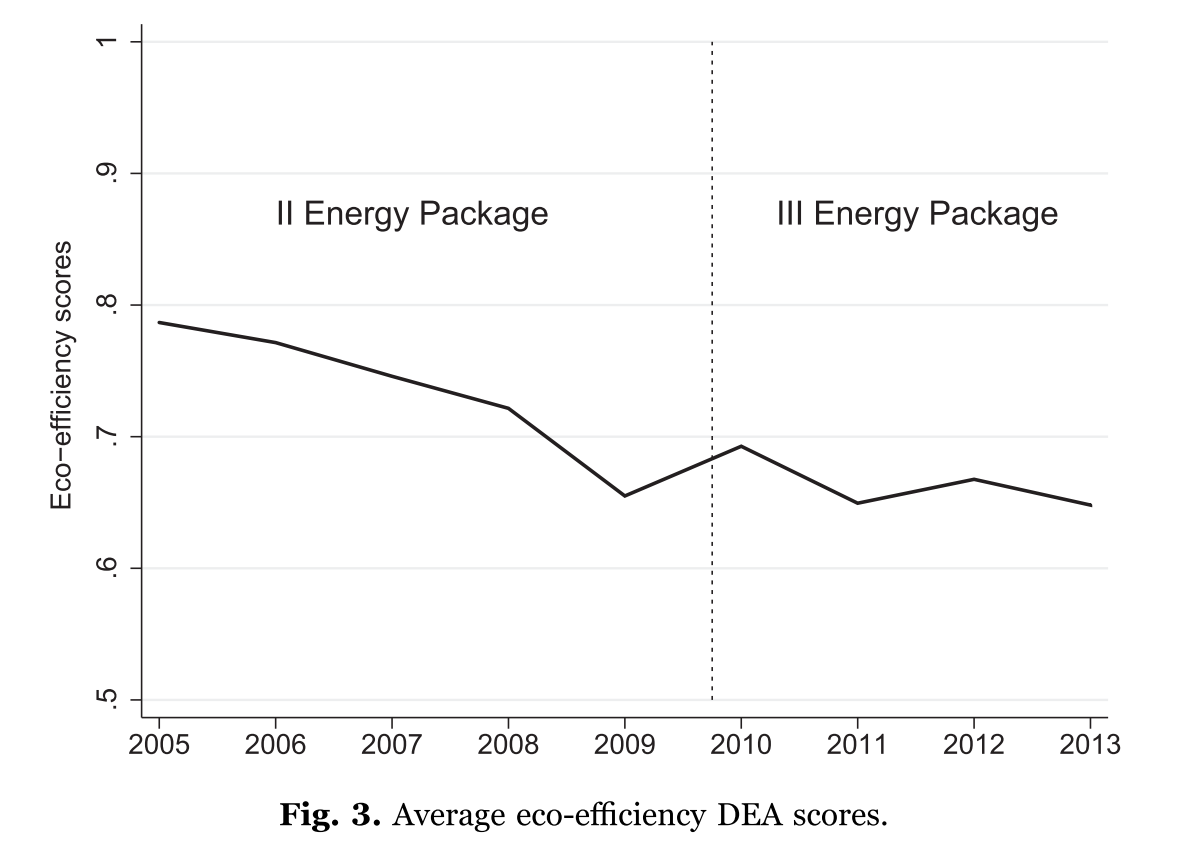 1
.9
II Energy Package III Energy Package
Eco−efficiency scores
.8
.7
.6
.5
2005 2006 2007 2008 2009 2010 2011 2012 2013
Fig. 3. Average eco-efficiency DEA scores.